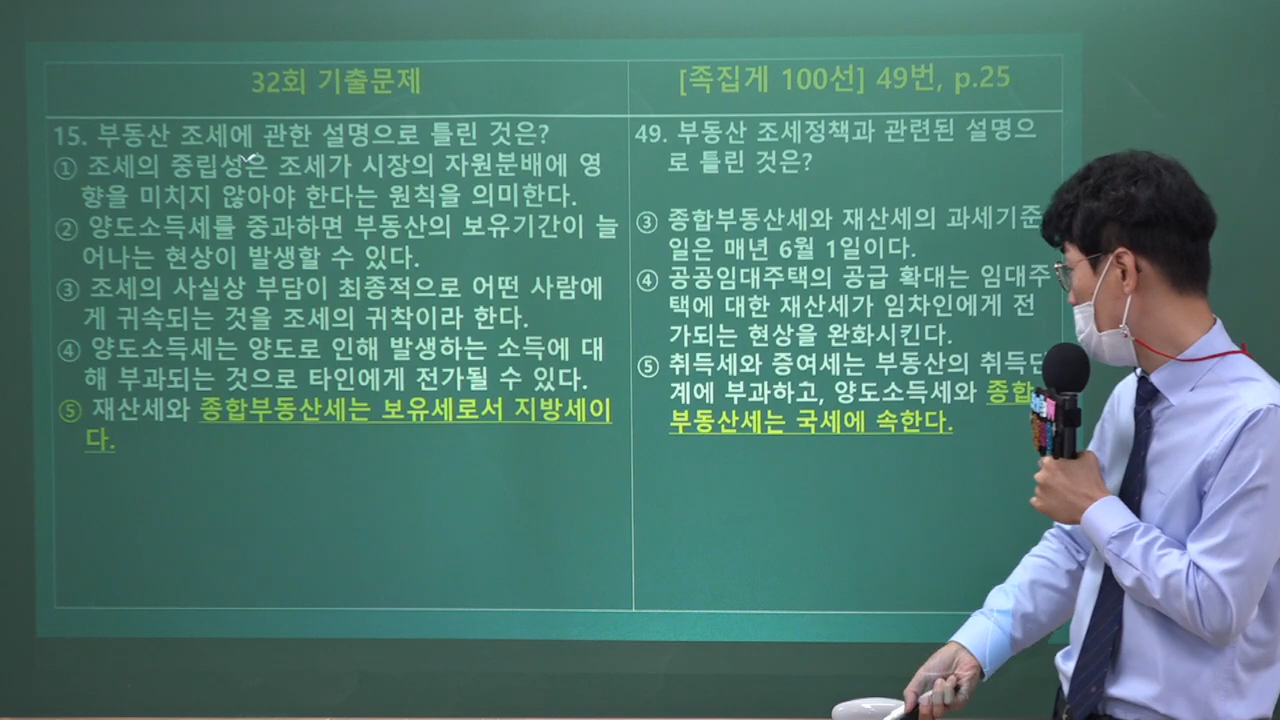 32회 기출문제
15. 부동산 조세에 관한 설명으로 틀린 것은?
① 조세의 중립성은 조세가 시장의 자원분배에 영
향을 미치지 않아야 한다는 원칙을 의미한다.
② 양도소득세를 중과하면 부동산의 보유기간이 늘
어나는 현상이 발생할 수 있다.
③ 조세의 사실상 부담이 최종적으로 어떤 사람에
게 귀속되는 것을 조세의 귀착이라 한다.
④ 양도소득세는 양도로 인해 발생하는 소득에 대
해 부과되는 것으로 타인에게 전가될 수 있다.
⑤ 재산세와 종합부동산세는 보유세로서 지방세이
다.
[족집게 100선] 49번, p.25
49. 부동산 조세정책과 관련된 설명으
로 틀린 것은?
③ 종합부동산세와 재산세의 과세기준
일은 매년 6월 1일이다.
④ 공공임대주택의 공급 확대는 임대주
택에 대한 재산세가 임차인에게 전
가되는 현상을 완화시킨다.
⑤ 취득세와 증여세는 부동산의 취득단
계에 부과하고, 양도소득세와 종합
부동산세는 국세에 속한다.